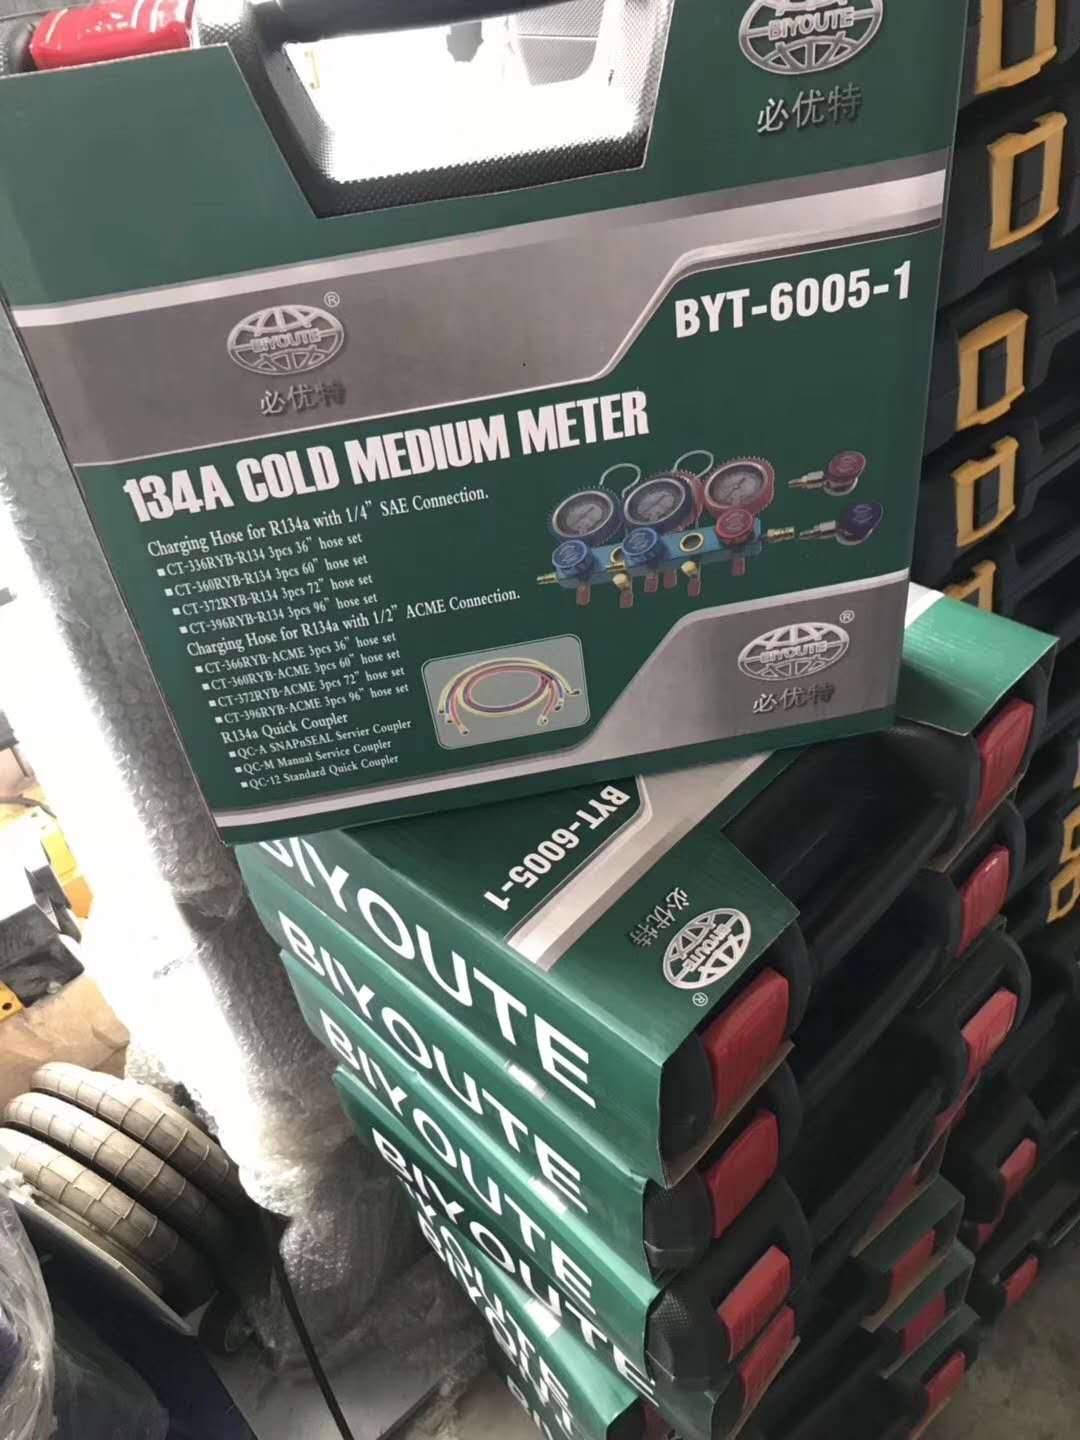 BIYOUTE
必优特
BYT-6005-1
®
BIYOUTE
必优特
134A COLD MEDIUM METER
Charging Hose for R134a with 1/4” SAE Connection.
■CT-336RYB-R134 3pcs 36” hose set
■CT-360RYB-R134 3pcs 60” hose set
■CT-372RYB-R134 3pcs 72” hose set
■CT-396RYB-R134 3pcs 96” hose set
Charging Hose for R134a with 1/2” ACME Connection.
■CT-366RYB-ACME 3pcs 36” hose set
■CT-360RYB-ACME 3pcs 60” hose set
■CT-372RYB-ACME 3pcs 72” hose set
■CT-396RYB-ACME 3pcs 96” hose set
R134a Quick Coupler
■QC-A SNAPnSEAL Servier Coupler
■QC-M Manual Service Coupler
■QC-12 Standard Quick Coupler
®
BIYOUTE
必优特
BYT-6005-1
必优特
BIYOUTE
®
BIYOUTE
BIYOUTE
BIYOUTE
BIYOUTE